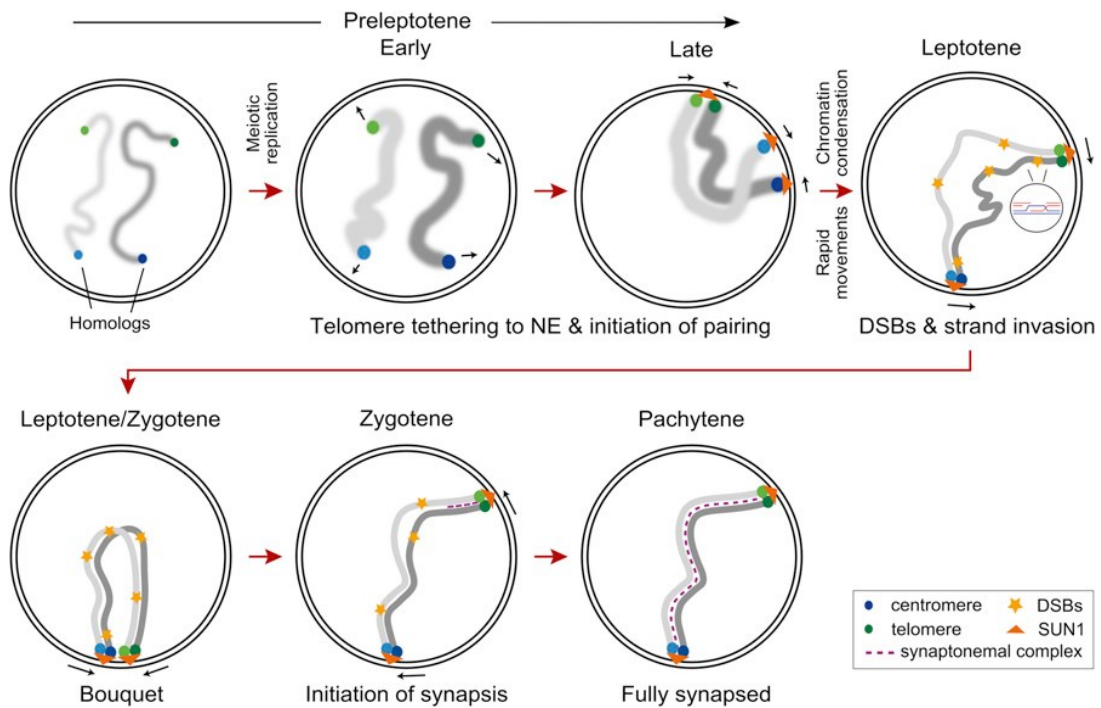 Preleptotene
Early
Late
Leptotene
Meiotic
replication
Chromatin
condensation
Rapid
movements
Homologs
Telomere tethering to NE & initiation of pairing
DSBs & strand invasion
Leptotene/Zygotene
Zygotene
Pachytene
Bouquet
Initiation of synapsis
Fully synapsed
centromere
DSBs
telomere
SUN1
synaptonemal complex